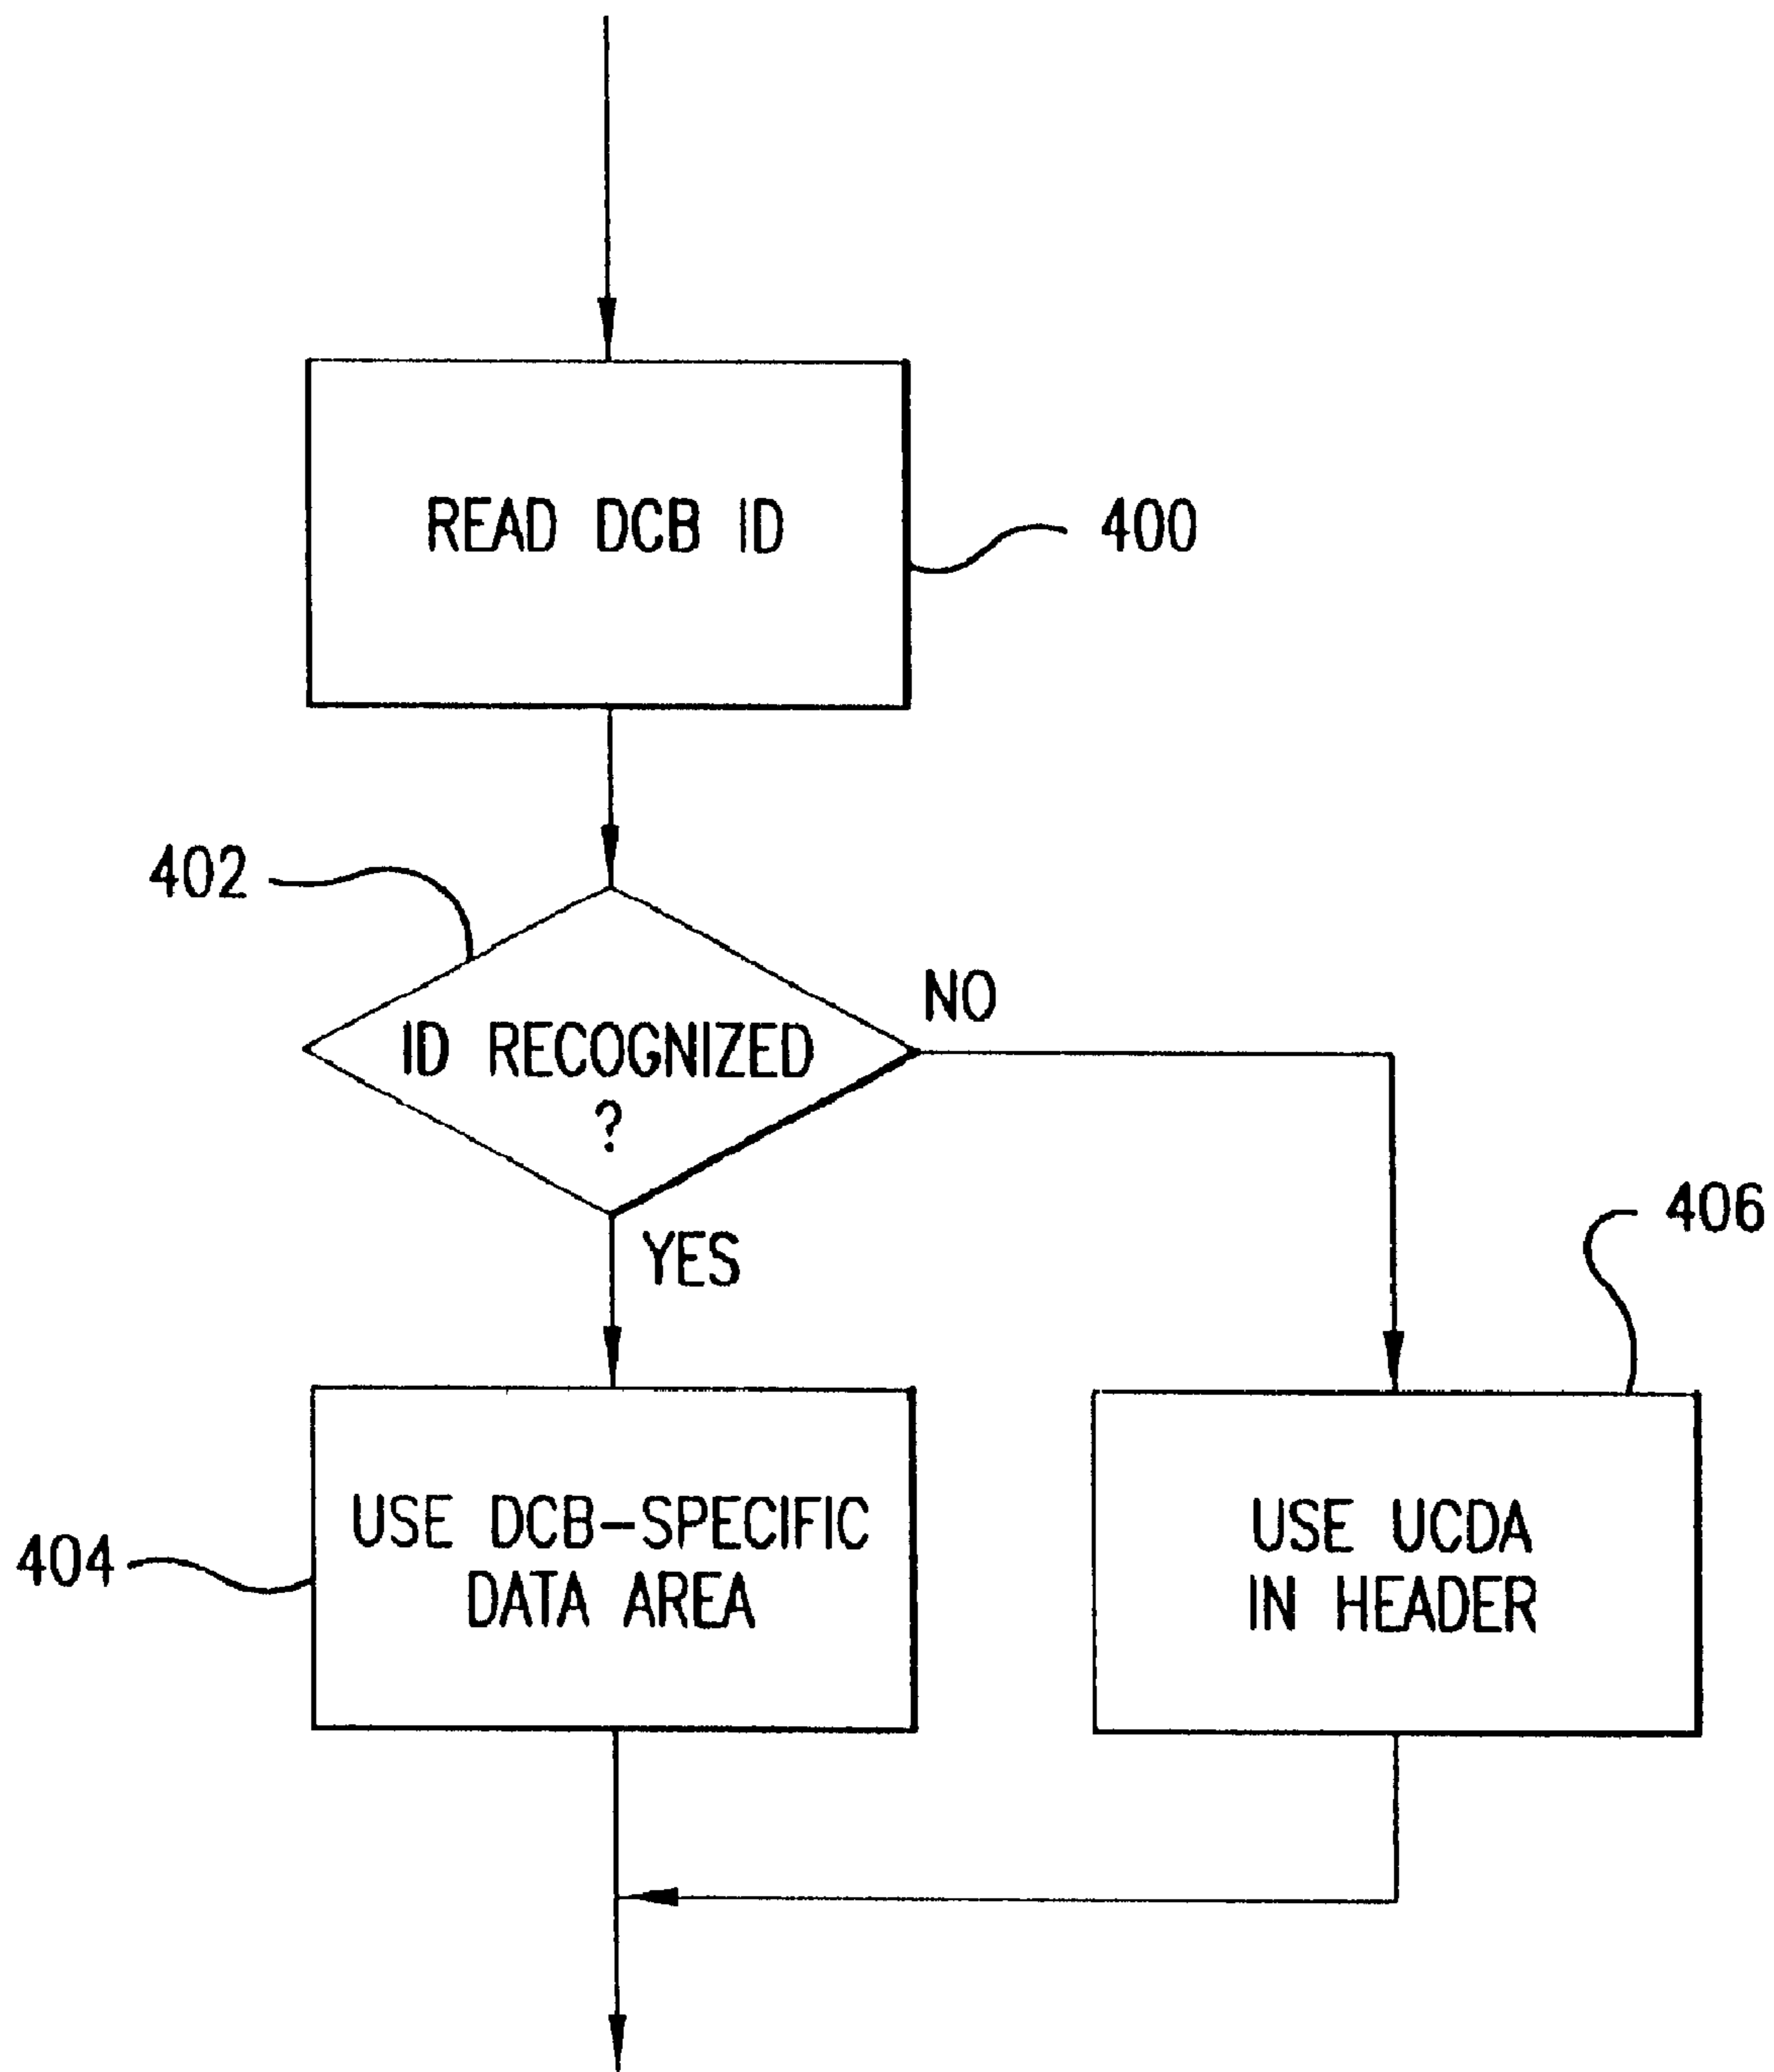 READ DCB ID
400
402
NO
ID RECOGNIZED
?
YES
406
404
USE DCB-SPECIFIC
DATA AREA
USE UCDA
IN HEADER